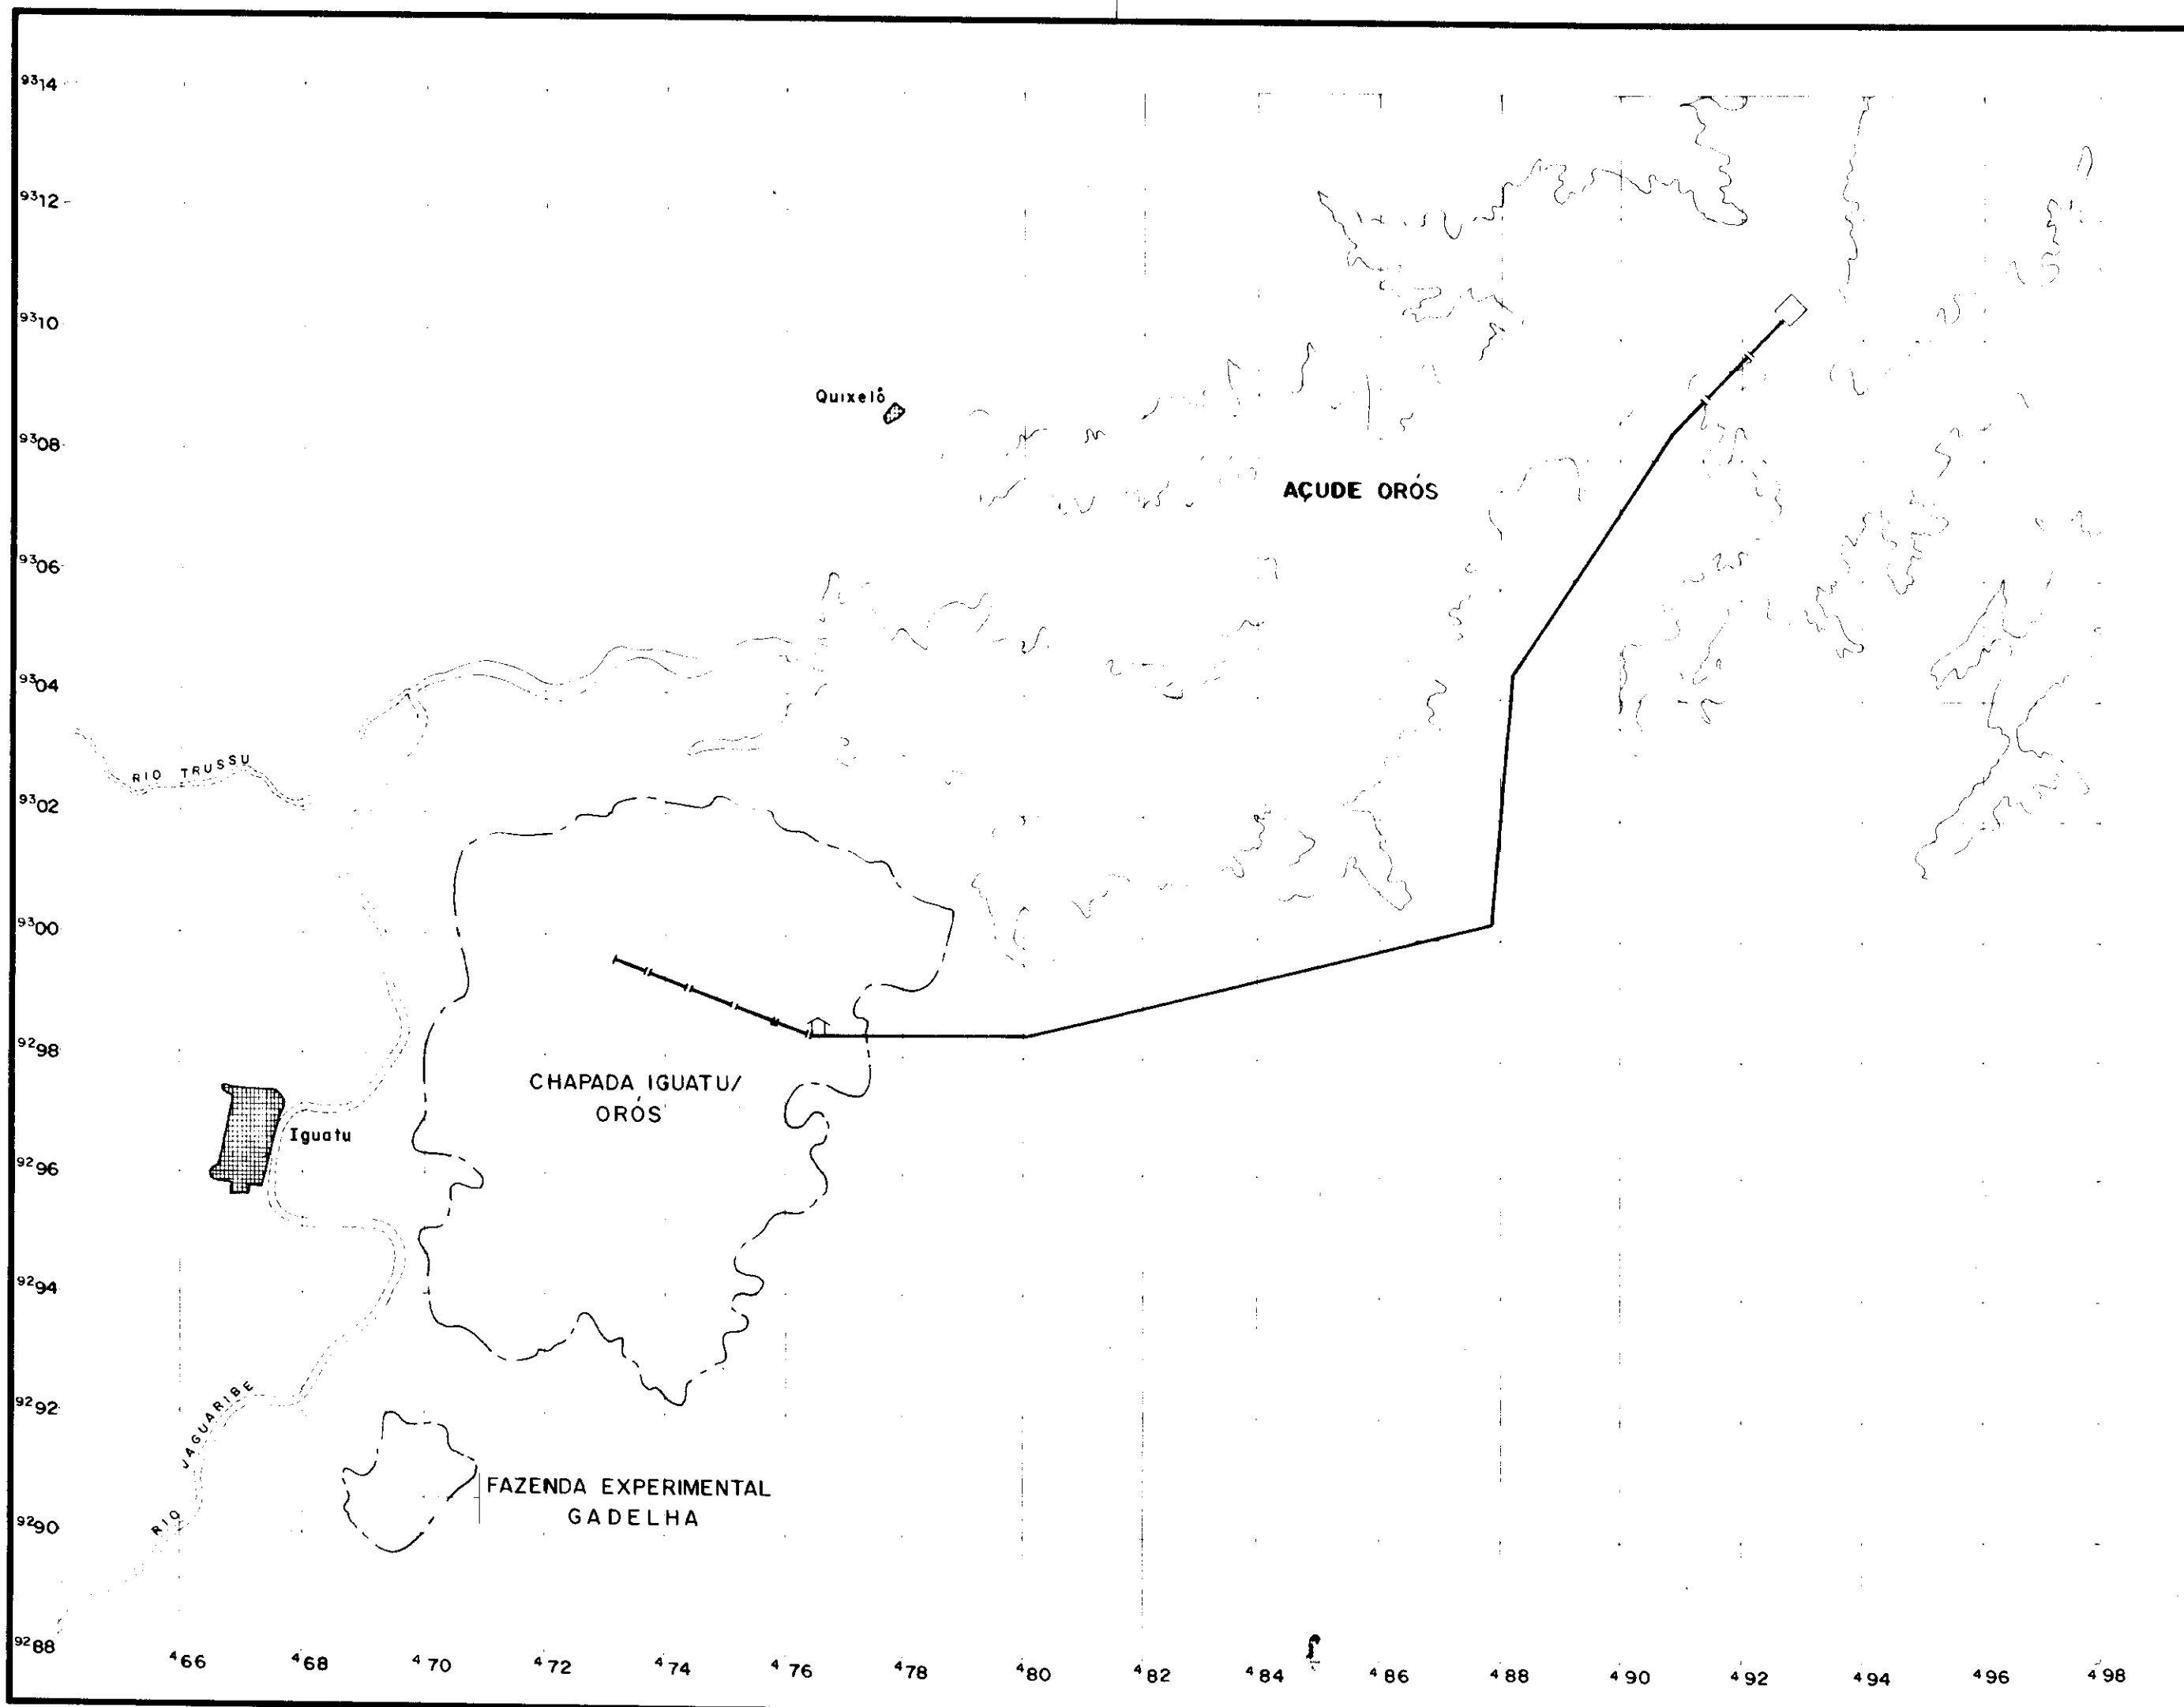 9314
9312
9310
Quixelô
9308
AÇUDE ORÓS
9306
9304
RIO TRUSSU
9302
9300
9298
CHAPADA IGUATU/
ORÓS
Iguatu
9296
9294
9292
RIO JAGUARIBE
FAZENDA EXPERIMENTAL
GADELHA
9290
9288
466 468 470 472 474 476 478 480 482 484 486 488 490 492 494 496 498